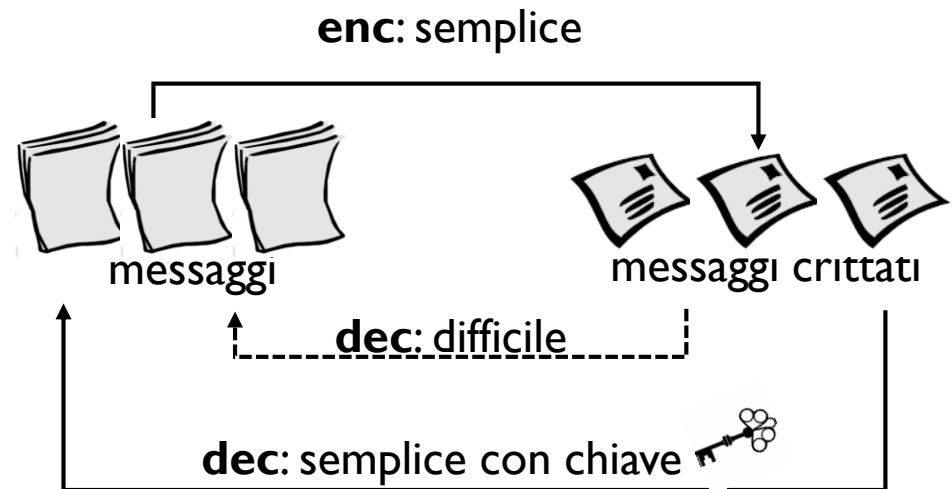 enc: semplice
messaggi
messaggi crittati
dec: difficile
dec: semplice con chiave